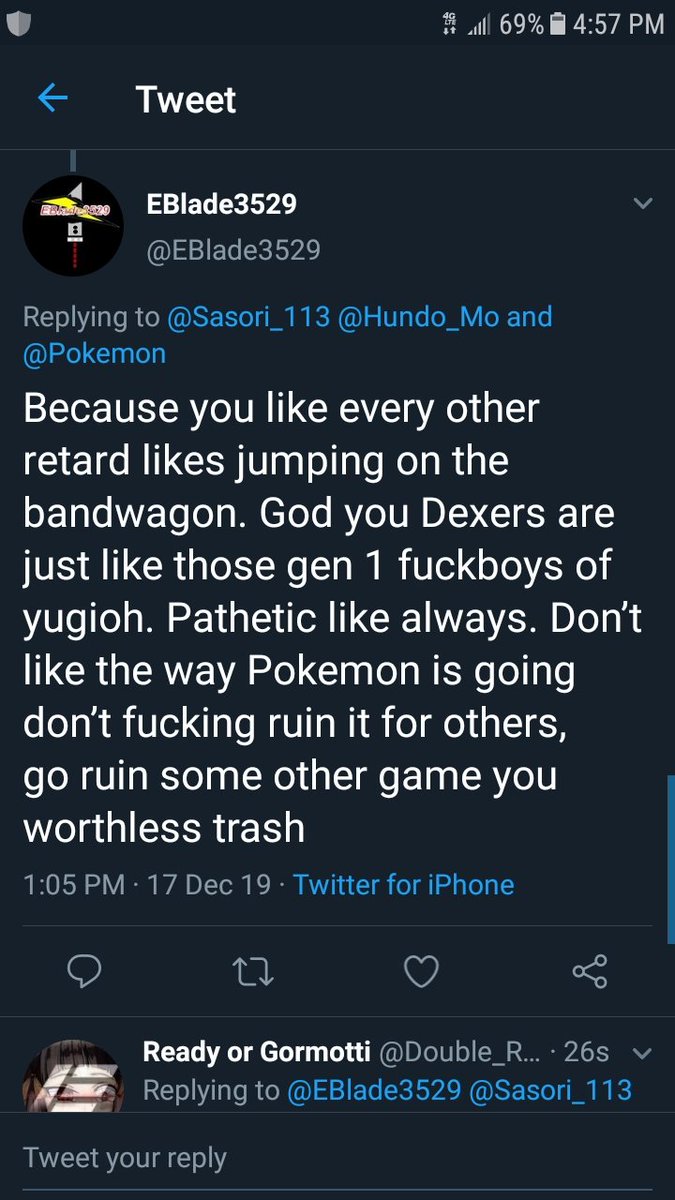 4G LTE 69% 4:57 PM
Tweet
EBlade3529
EBlade3529
@EBlade3529
Replying to @Sasori_113 @Hundo_Mo and
@Pokemon
Because you like every other
retard likes jumping on the
bandwagon. God you Dexers are
just like those gen 1 fuckboys of
yugioh. Pathetic like always. Don’t
like the way Pokemon is going
don’t fucking ruin it for others,
go ruin some other game you
worthless trash
1:05 PM · 17 Dec 19 · Twitter for iPhone
Ready or Gormotti @Double_R... · 26s
Replying to @EBlade3529 @Sasori_113
Tweet your reply